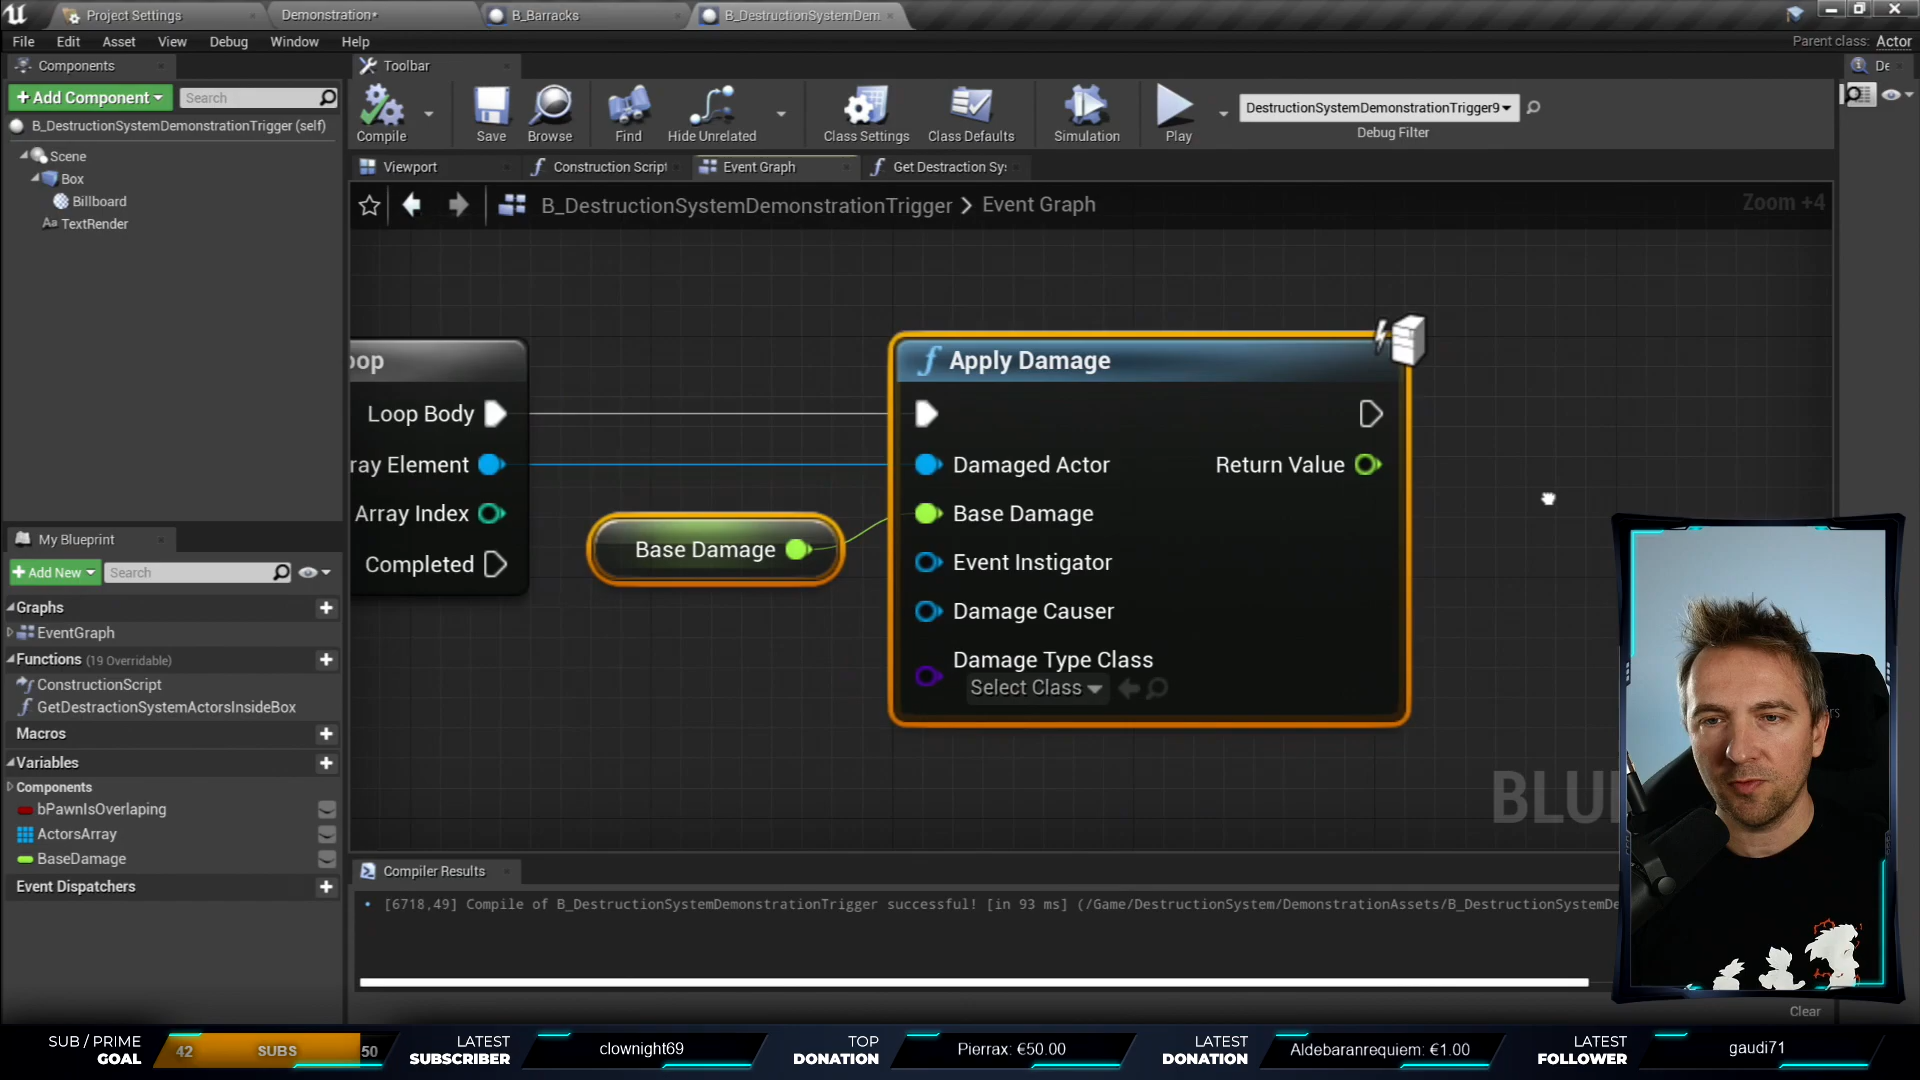 Project Settings
Demonstration*
B_Barracks
B_DestructionSystemDem
File Edit Asset View Debug Window Help
Parent class: Actor
Components
Toolbar
De
+Add Component
Search
B_DestructionSystemDemonstrationTrigger (self)
Scene
Box
Billboard
TextRender
Compile
Save
Browse
Find
Hide Unrelated
Class Settings
Class Defaults
Simulation
Play
DestructionSystemDemonstrationTrigger9
Debug Filter
Viewport
Construction Script
Event Graph
Get Destraction Sy
B_DestructionSystemDemonstrationTrigger > Event Graph
Zoom +4
oop
Loop Body
ray Element
Array Index
Completed
Base Damage
Apply Damage
Damaged Actor
Return Value
Base Damage
Event Instigator
Damage Causer
Damage Type Class
Select Class
BLU
My Blueprint
+Add New
Search
Graphs
EventGraph
Functions (19 Overridable)
ConstructionScript
GetDestractionSystemActorsInsideBox
Macros
Variables
Components
bPawnIsOverlaping
ActorsArray
BaseDamage
Event Dispatchers
Compiler Results
[6718,49] Compile of B_DestructionSystemDemonstrationTrigger successful! [in 93 ms] (/Game/DestructionSystem/DemonstrationAssets/B_DestructionSystemDe
Clear
SUB / PRIME GOAL
42 SUBS 50
LATEST SUBSCRIBER
clownight69
TOP DONATION
Pierrax: €50.00
LATEST DONATION
Aldebaranrequiem: €1.00
LATEST FOLLOWER
gaudi71